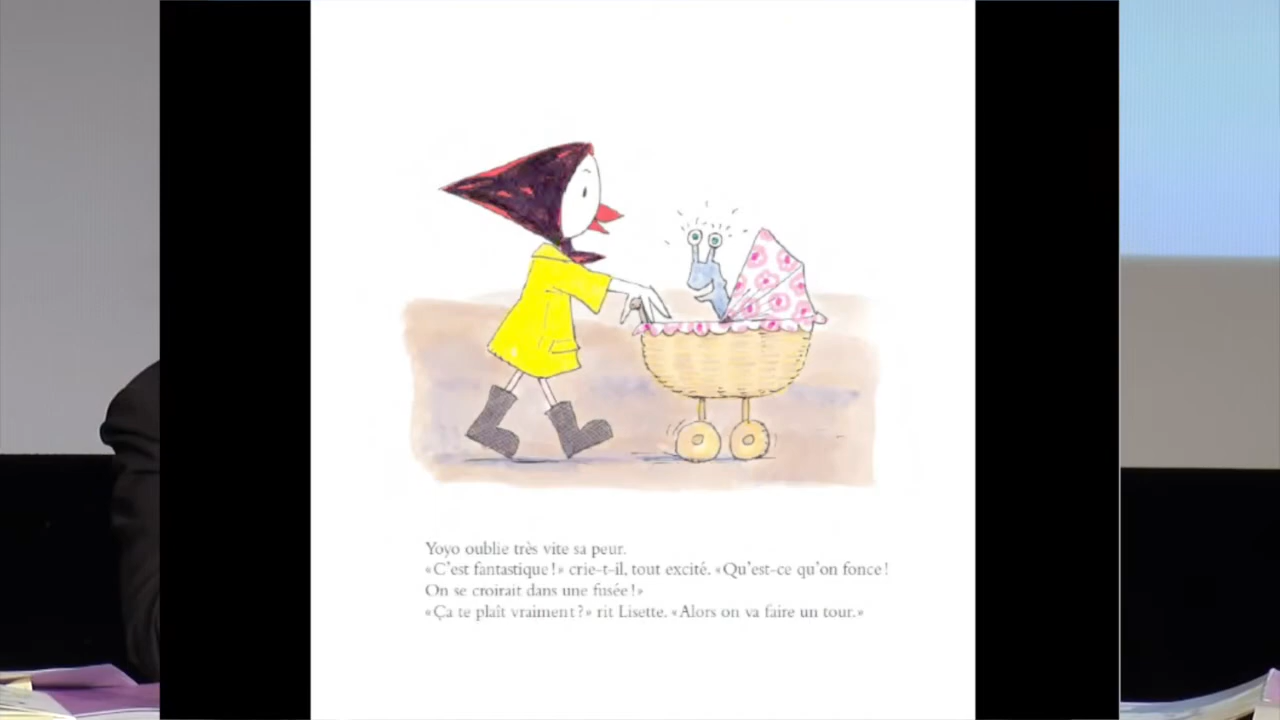 Yoyo oublie très vite sa peur.
«C'est fantastique!» crie-t-il, tout excité. «Qu'est-ce qu'on fonce!
On se croirait dans une fusée!»
«Ça te plaît vraiment?» rit Lisette. «Alors on va faire un tour.»